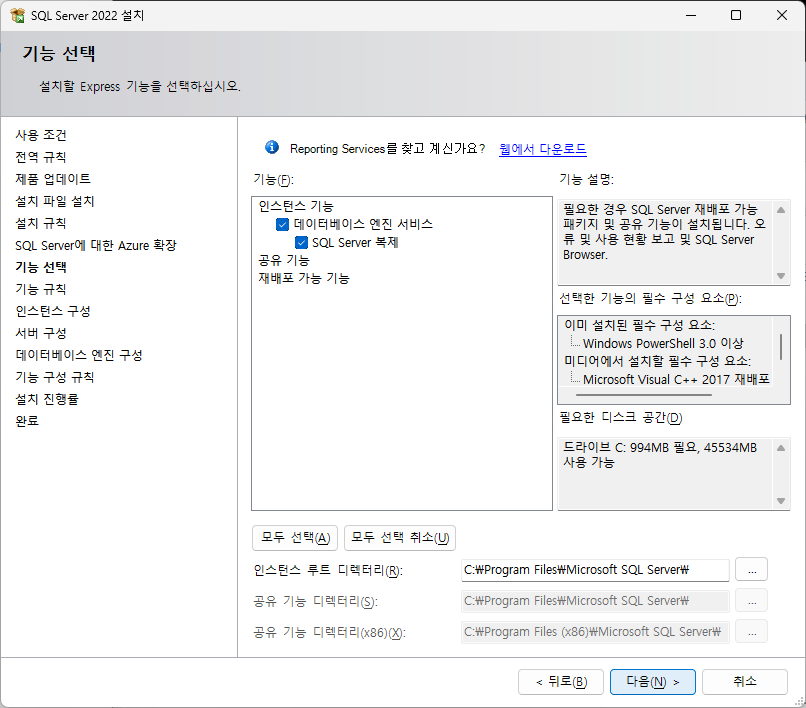 SQL Server 2022 설치
기능 선택
설치할 Express 기능을 선택하십시오.
사용 조건
전역 규칙
제품 업데이트
설치 파일 설치
설치 규칙
SQL Server에 대한 Azure 확장
기능 선택
기능 규칙
인스턴스 구성
서버 구성
데이터베이스 엔진 구성
기능 구성 규칙
설치 진행률
완료
Reporting Services를 찾고 계신가요? 웹에서 다운로드
기능(F):
인스턴스 기능
데이터베이스 엔진 서비스
SQL Server 복제
공유 기능
재배포 가능 기능
기능 설명:
필요한 경우 SQL Server 재배포 가능
패키지 및 공유 기능이 설치됩니다. 오
류 및 사용 현황 보고 및 SQL Server
Browser.
선택한 기능의 필수 구성 요소(P):
이미 설치된 필수 구성 요소:
Windows PowerShell 3.0 이상
미디어에서 설치할 필수 구성 요소:
Microsoft Visual C++ 2017 재배포
필요한 디스크 공간(D)
드라이브 C: 994MB 필요, 45534MB
사용 가능
모두 선택(A) 모두 선택 취소(U)
인스턴스 루트 디렉터리(R): C:₩Program Files₩Microsoft SQL Server₩ ...
공유 기능 디렉터리(S): C:₩Program Files₩Microsoft SQL Server₩ ...
공유 기능 디렉터리(x86)(X): C:₩Program Files (x86)₩Microsoft SQL Server₩ ...
< 뒤로(B) 다음(N) > 취소